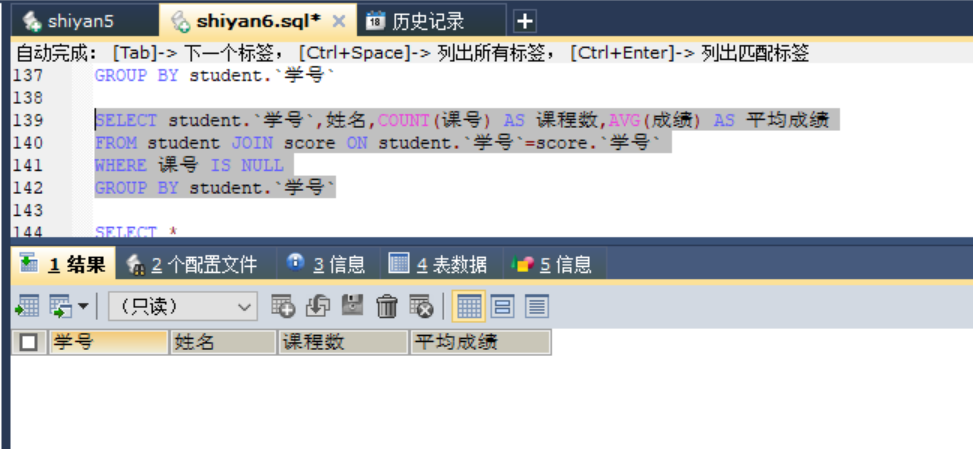 shiyan5 shiyan6.sql* × 18 历史记录 +
自动完成： [Tab]-> 下一个标签， [Ctrl+Space]-> 列出所有标签， [Ctrl+Enter]-> 列出匹配标签
137 GROUP BY student.`学号`
138
139 SELECT student.`学号`,姓名,COUNT(课号) AS 课程数,AVG(成绩) AS 平均成绩
140 FROM student JOIN score ON student.`学号`=score.`学号`
141 WHERE 课号 IS NULL
142 GROUP BY student.`学号`
143
144 SELECT *
1 结果 2 个配置文件 3 信息 4 表数据 5 信息
（只读）
学号 姓名 课程数 平均成绩